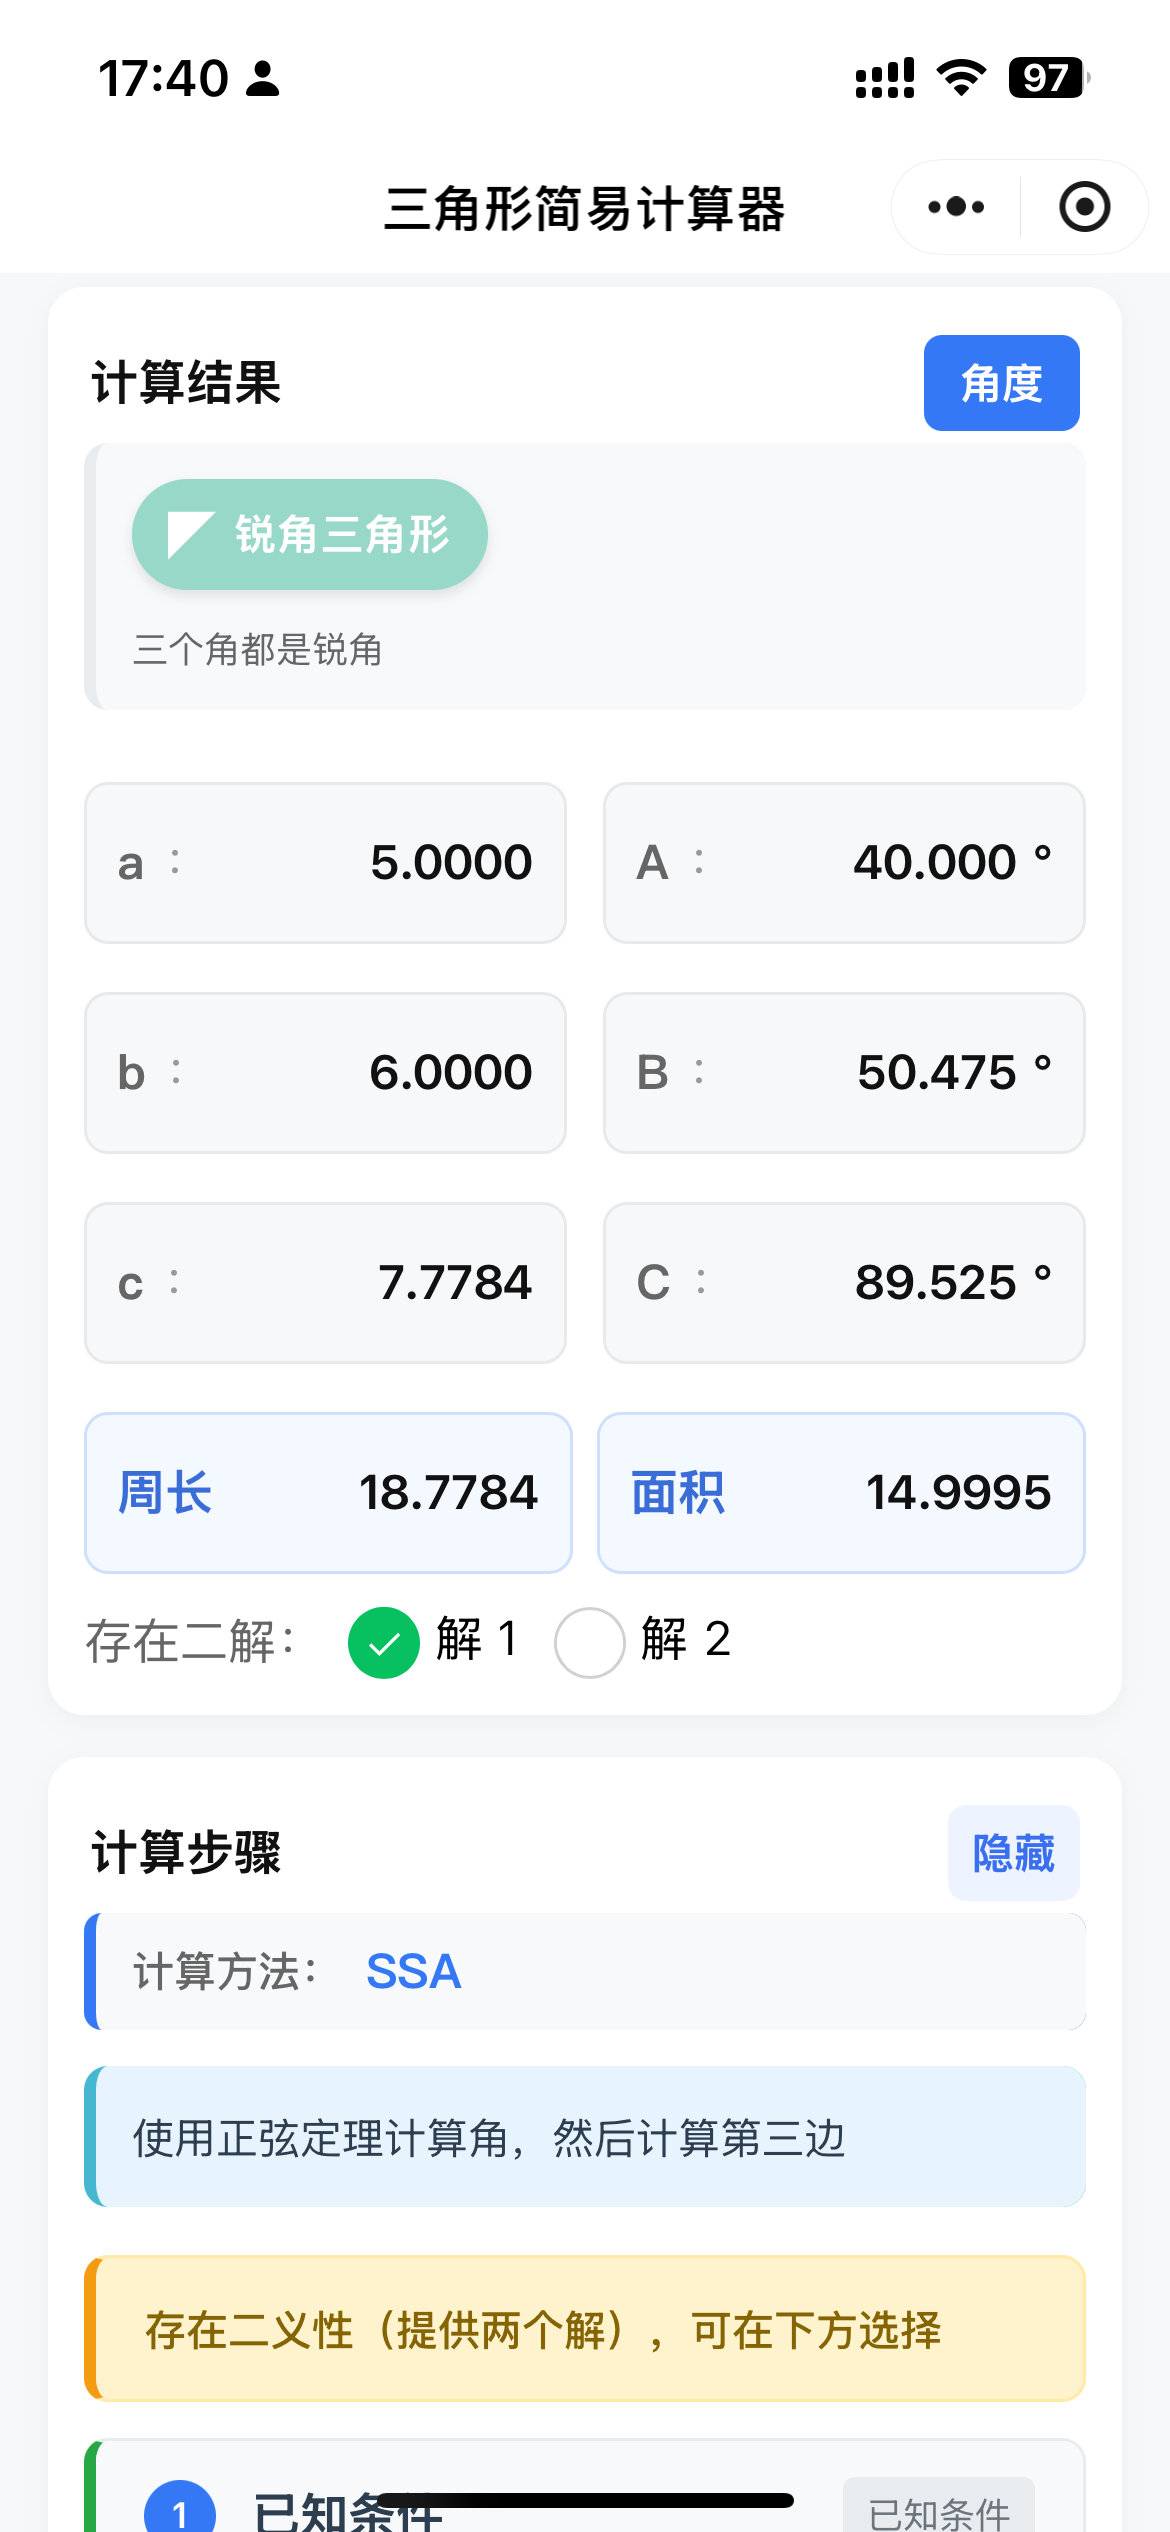 17:40 97
三角形简易计算器
计算结果 角度
锐角三角形
三个角都是锐角
a : 5.0000 A : 40.000 °
b : 6.0000 B : 50.475 °
c : 7.7784 C : 89.525 °
周长 18.7784 面积 14.9995
存在二解： 解 1 解 2
计算步骤 隐藏
计算方法： SSA
使用正弦定理计算角，然后计算第三边
存在二义性（提供两个解），可在下方选择
1 已知条件 已知条件